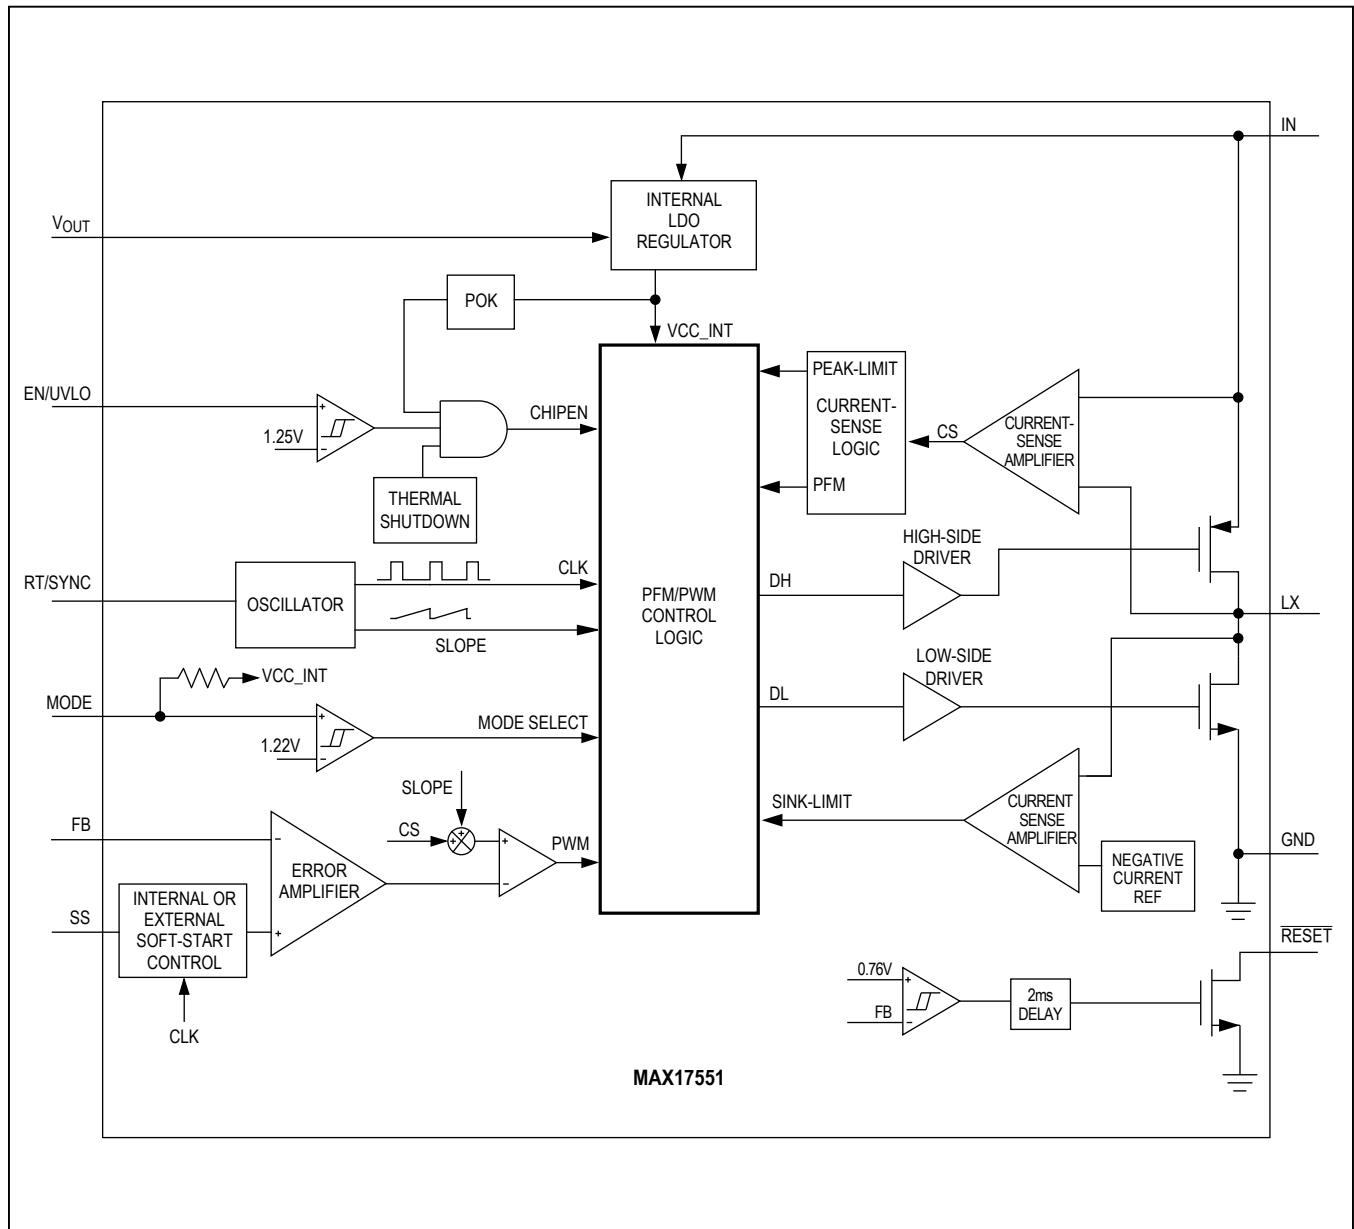 IN
INTERNAL
LDO
REGULATOR
VOUT
POK
VCC_INT
EN/UVLO
1.25V
+
−
CHIPEN
THERMAL
SHUTDOWN
PEAK-LIMIT
CURRENT-
SENSE
LOGIC
PFM
CS
CURRENT-
SENSE
AMPLIFIER
HIGH-SIDE
DRIVER
RT/SYNC
OSCILLATOR
CLK
SLOPE
PFM/PWM
CONTROL
LOGIC
DH
LX
VCC_INT
MODE
1.22V
+
−
MODE SELECT
LOW-SIDE
DRIVER
DL
SLOPE
CS
+
+
+
−
PWM
FB
−
ERROR
AMPLIFIER
+
SS
INTERNAL OR
EXTERNAL
SOFT-START
CONTROL
CLK
SINK-LIMIT
CURRENT
SENSE
AMPLIFIER
NEGATIVE
CURRENT
REF
GND
RESET
0.76V
+
FB
−
2ms
DELAY
MAX17551